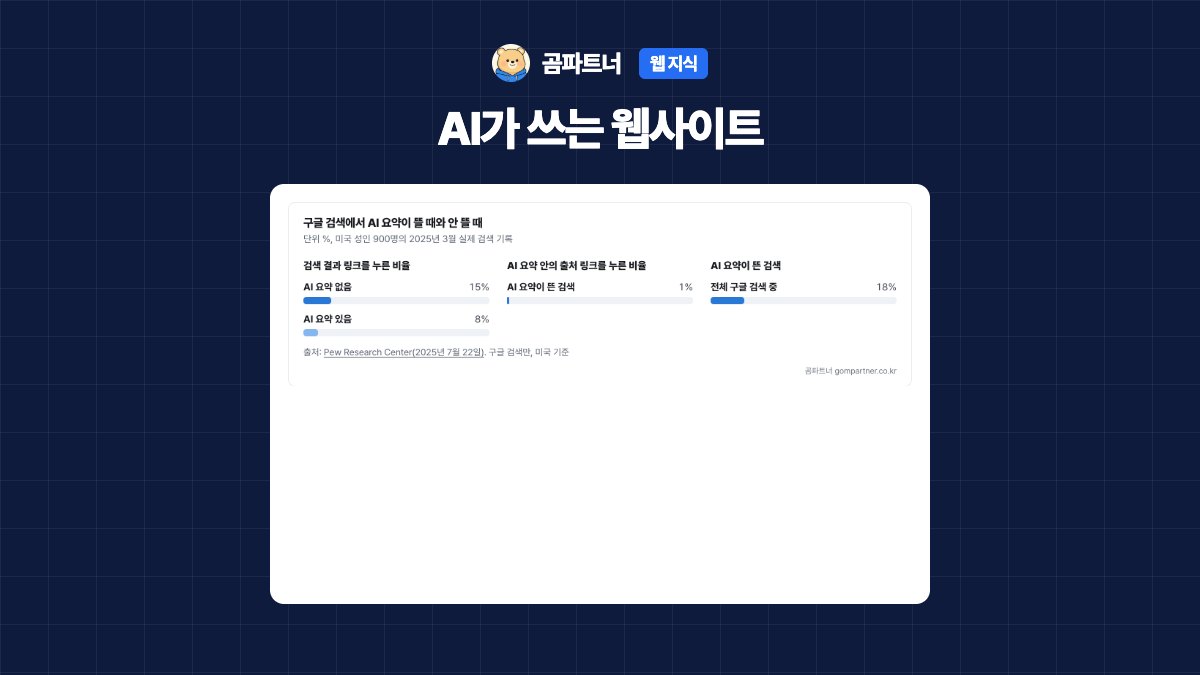 곰파트너 웹 지식
AI가 쓰는 웹사이트
구글 검색에서 AI 요약이 뜰 때와 안 뜰 때
단위 %, 미국 성인 900명의 2025년 3월 실제 검색 기록
검색 결과 링크를 누른 비율
AI 요약 없음 15%
AI 요약 있음 8%
AI 요약 안의 출처 링크를 누른 비율
AI 요약이 뜬 검색 1%
AI 요약이 뜬 검색
전체 구글 검색 중 18%
출처: Pew Research Center(2025년 7월 22일). 구글 검색만, 미국 기준
곰파트너 gompartner.co.kr